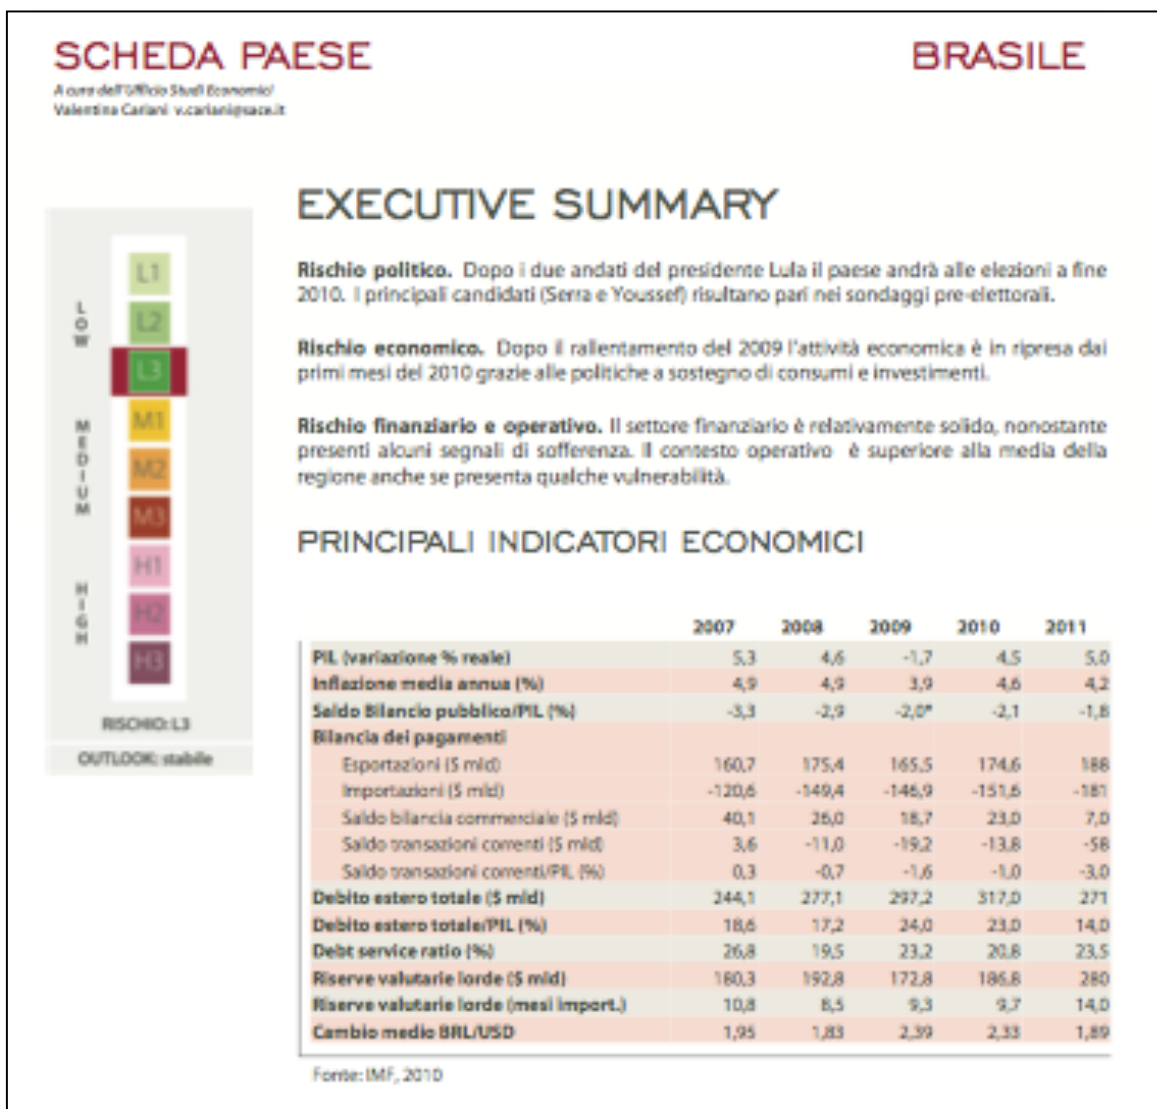 SCHEDA PAESE BRASILE
A cura dell'Ufficio Studi Economici
Valentina Cariani v.cariani@sace.it
EXECUTIVE SUMMARY
Rischio politico. Dopo i due andati del presidente Lula il paese andrà alle elezioni a fine
2010. I principali candidati (Serra e Youssef) risultano pari nei sondaggi pre-elettorali.
Rischio economico. Dopo il rallentamento del 2009 l'attività economica è in ripresa dai
primi mesi del 2010 grazie alle politiche a sostegno di consumi e investimenti.
Rischio finanziario e operativo. Il settore finanziario è relativamente solido, nonostante
presenti alcuni segnali di sofferenza. Il contesto operativo è superiore alla media della
regione anche se presenta qualche vulnerabilità.
LOW
L1
L2
L3
MEDIUM
M1
M2
M3
HIGH
H1
H2
H3
RISCHIO: L3
OUTLOOK: stabile
PRINCIPALI INDICATORI ECONOMICI
2007 2008 2009 2010 2011
PIL (variazione % reale) 5,3 4,6 -1,7 4,5 5,0
Inflazione media annua (%) 4,9 4,9 3,9 4,6 4,2
Saldo Bilancio pubblico/PIL (%) -3,3 -2,9 -2,0* -2,1 -1,8
Bilancia dei pagamenti
Esportazioni ($ mld) 160,7 175,4 165,5 174,6 188
Importazioni ($ mld) -120,6 -149,4 -146,9 -151,6 -181
Saldo bilancia commerciale ($ mld) 40,1 26,0 18,7 23,0 7,0
Saldo transazioni correnti ($ mld) 3,6 -11,0 -19,2 -13,8 -58
Saldo transazioni correnti/PIL (%) 0,3 -0,7 -1,6 -1,0 -3,0
Debito estero totale ($ mld) 244,1 277,1 297,2 317,0 271
Debito estero totale/PIL (%) 18,6 17,2 24,0 23,0 14,0
Debt service ratio (%) 26,8 19,5 23,2 20,8 23,5
Riserve valutarie lorde ($ mld) 180,3 192,8 172,8 186,8 280
Riserve valutarie lorde (mesi import.) 10,8 8,5 9,3 9,7 14,0
Cambio medio BRL/USD 1,95 1,83 2,39 2,33 1,89
Fonte: IMF, 2010